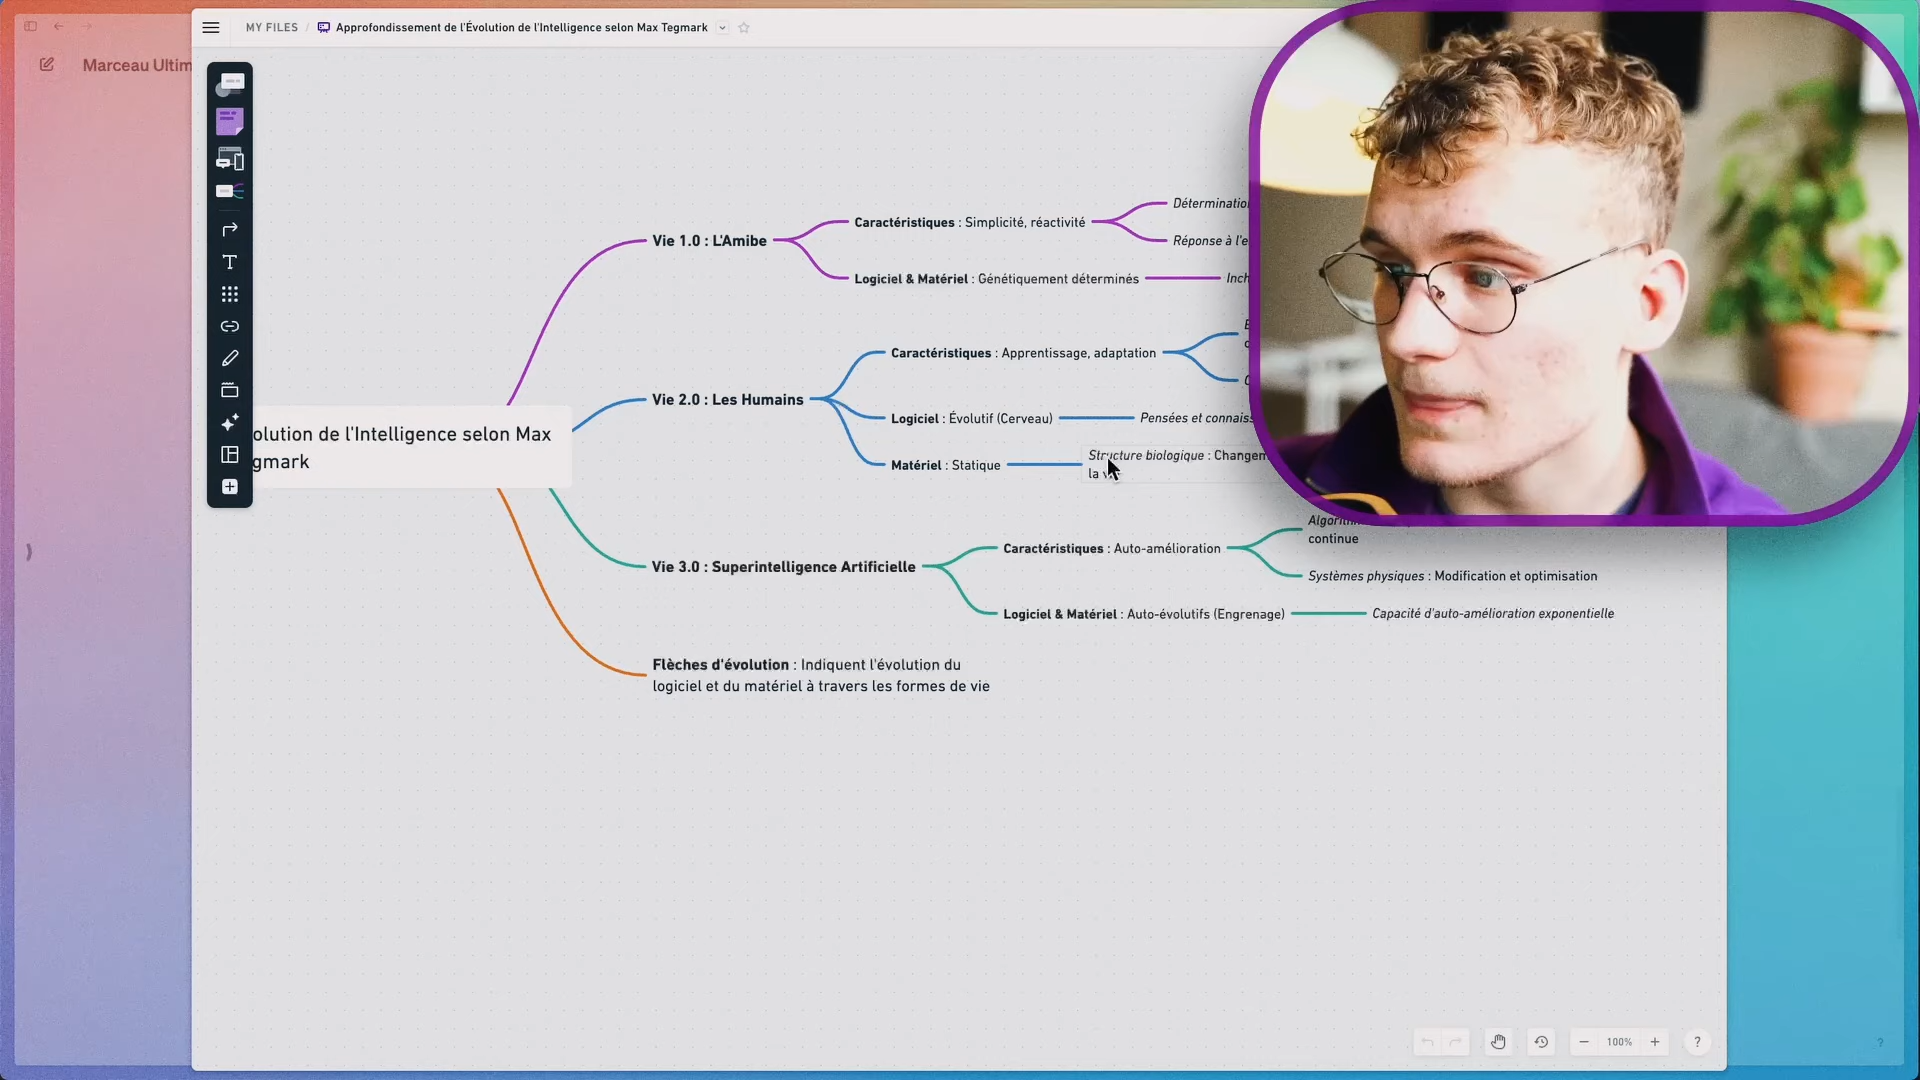 MY FILES / Approfondissement de l'Évolution de l'Intelligence selon Max Tegmark
Marceau Ultim
olution de l'Intelligence selon Max
gmark
Vie 1.0 : L'Amibe
Caractéristiques : Simplicité, réactivité
Déterminatio
Réponse à l'e
Logiciel & Matériel : Génétiquement déterminés
Inch
Vie 2.0 : Les Humains
Caractéristiques : Apprentissage, adaptation
Logiciel : Évolutif (Cerveau)
Pensées et connais
Matériel : Statique
Structure biologique : Changem
la v
Vie 3.0 : Superintelligence Artificielle
Caractéristiques : Auto-amélioration
Algori
continue
Systèmes physiques : Modification et optimisation
Logiciel & Matériel : Auto-évolutifs (Engrenage)
Capacité d'auto-amélioration exponentielle
Flèches d'évolution : Indiquent l'évolution du
logiciel et du matériel à travers les formes de vie
100%